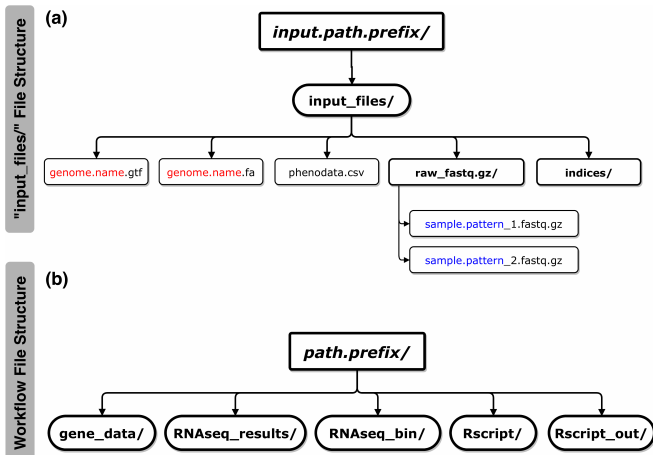 (a)
"input_files/" File Structure
input.path.prefix/
input_files/
genome.name.gtf
genome.name.fa
phenodata.csv
raw_fastq.gz/
indices/
sample.pattern_1.fastq.gz
sample.pattern_2.fastq.gz
(b)
Workflow File Structure
path.prefix/
gene_data/
RNAseq_results/
RNAseq_bin/
Rscript/
Rscript_out/